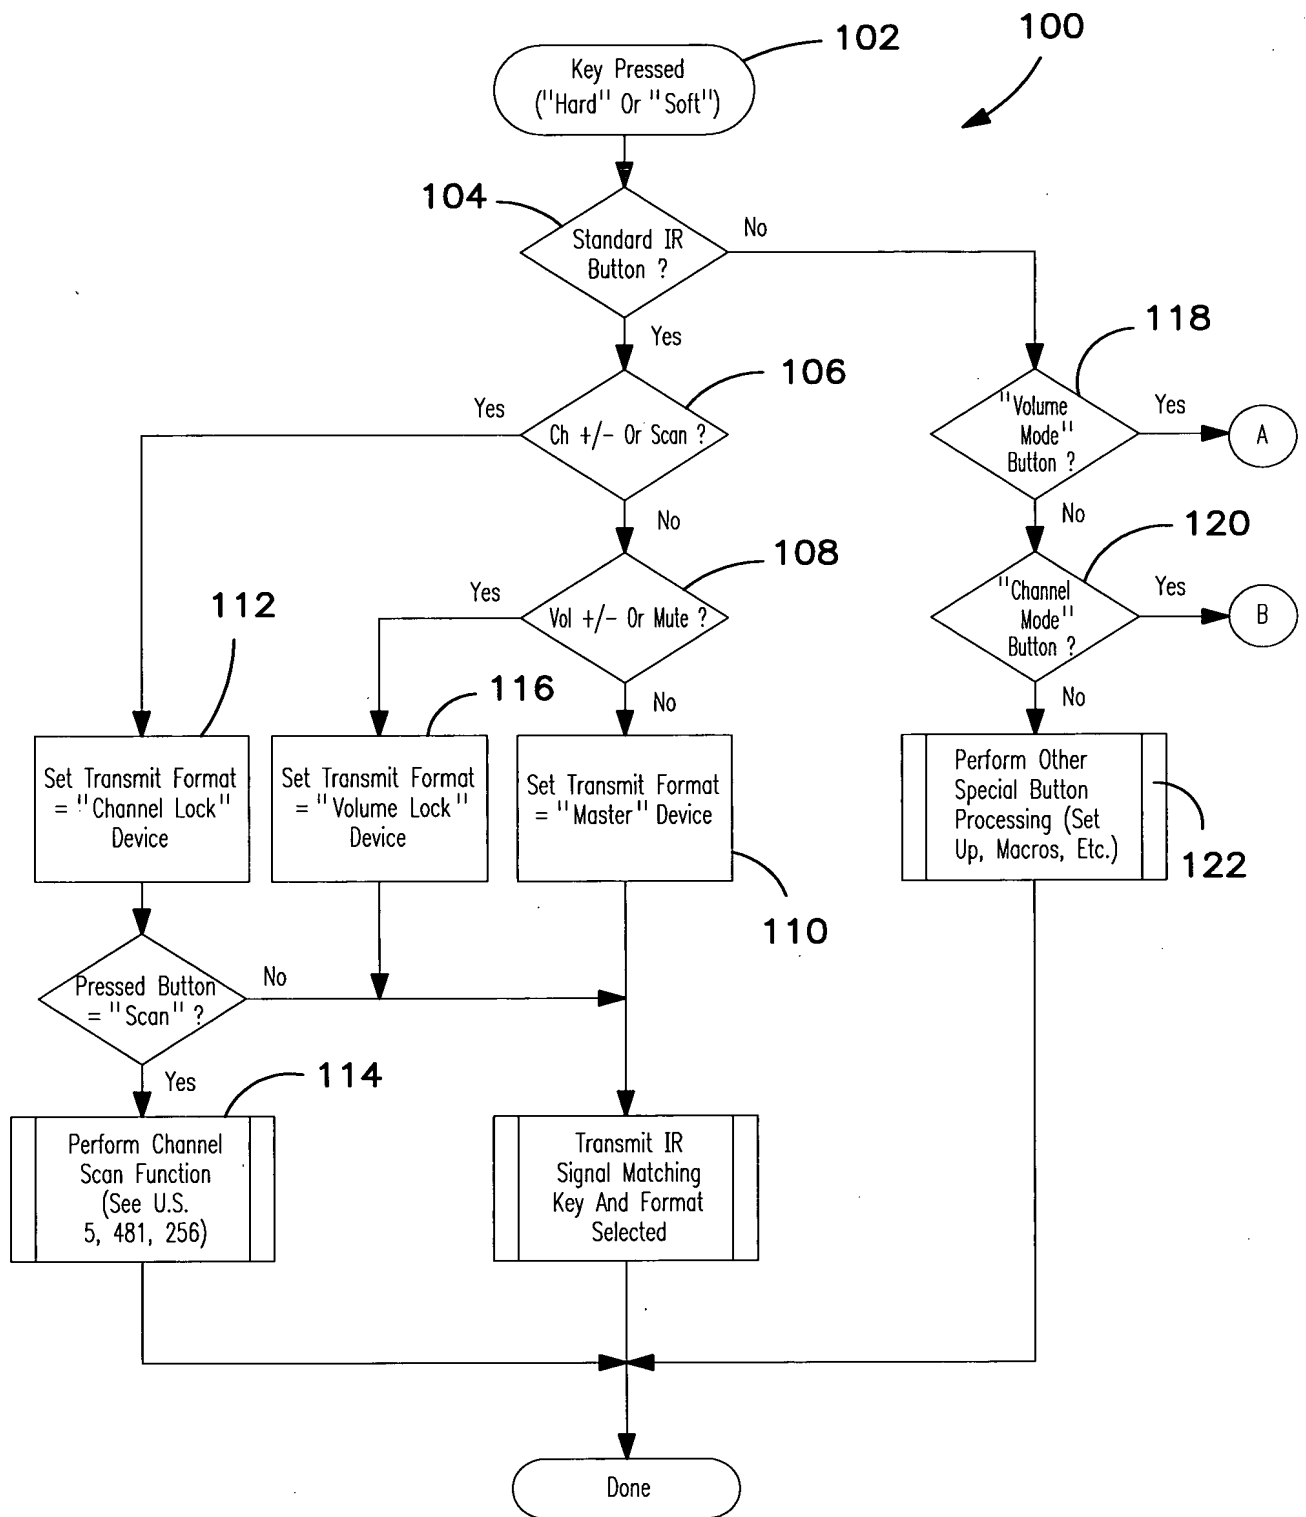 102
100
Key Pressed
("Hard" Or "Soft")
104
Standard IR
Button ?
No
Yes
118
106
Yes
Ch +/- Or Scan ?
"Volume
Mode"
Button ?
Yes
A
No
No
120
108
Yes
Vol +/- Or Mute ?
"Channel
Mode"
Button ?
Yes
B
112
116
No
No
Set Transmit Format
= "Channel Lock"
Device
Set Transmit Format
= "Volume Lock"
Device
Set Transmit Format
= "Master" Device
Perform Other
Special Button
Processing (Set
Up, Macros, Etc.)
122
110
Pressed Button
= "Scan" ?
No
Yes
114
Perform Channel
Scan Function
(See U.S.
5, 481, 256)
Transmit IR
Signal Matching
Key And Format
Selected
Done